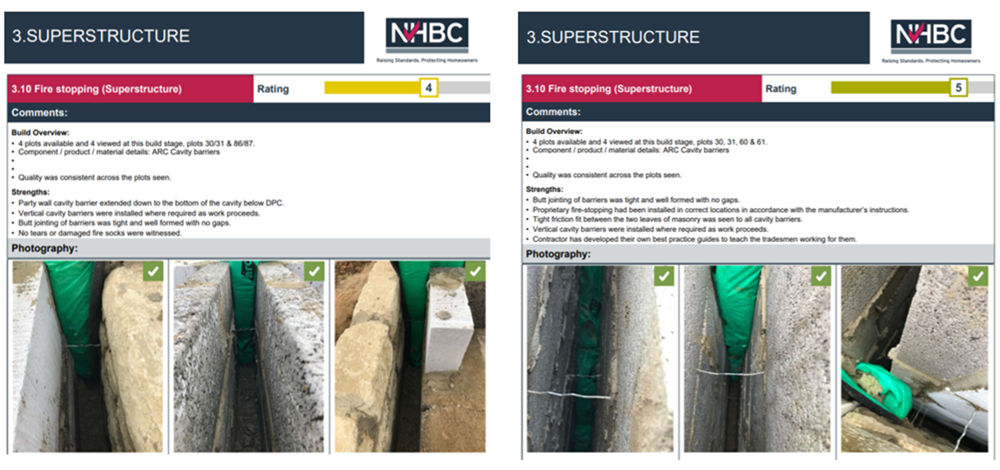 3.SUPERSTRUCTURE
NHBC
Raising Standards. Protecting Homeowners
3.10 Fire stopping (Superstructure)
Rating
4
Comments:
Build Overview:
• 4 plots available and 4 viewed at this build stage, plots 30/31 & 86/87.
• Component / product / material details: ARC Cavity barriers
•
•
• Quality was consistent across the plots seen.
Strengths:
• Party wall cavity barrier extended down to the bottom of the cavity below DPC.
• Vertical cavity barriers were installed where required as work proceeds.
• Butt jointing of barriers was tight and well formed with no gaps.
• No tears or damaged fire socks were witnessed.
Photography:
arc
3.SUPERSTRUCTURE
NHBC
Raising Standards. Protecting Homeowners
3.10 Fire stopping (Superstructure)
Rating
5
Comments:
Build Overview:
• 4 plots available and 4 viewed at this build stage, plots 30, 31, 60 & 61.
• Component / product / material details: ARC Cavity barriers
•
•
• Quality was consistent across the plots seen.
Strengths:
• Butt jointing of barriers was tight and well formed with no gaps.
• Proprietary fire-stopping had been installed in correct locations in accordance with the manufacturer's instructions.
• Tight friction fit between the two leaves of masonry was seen to all cavity barriers.
• Vertical cavity barriers were installed where required as work proceeds.
• Contractor has developed their own best practice guides to teach the tradesmen working for them.
Photography: